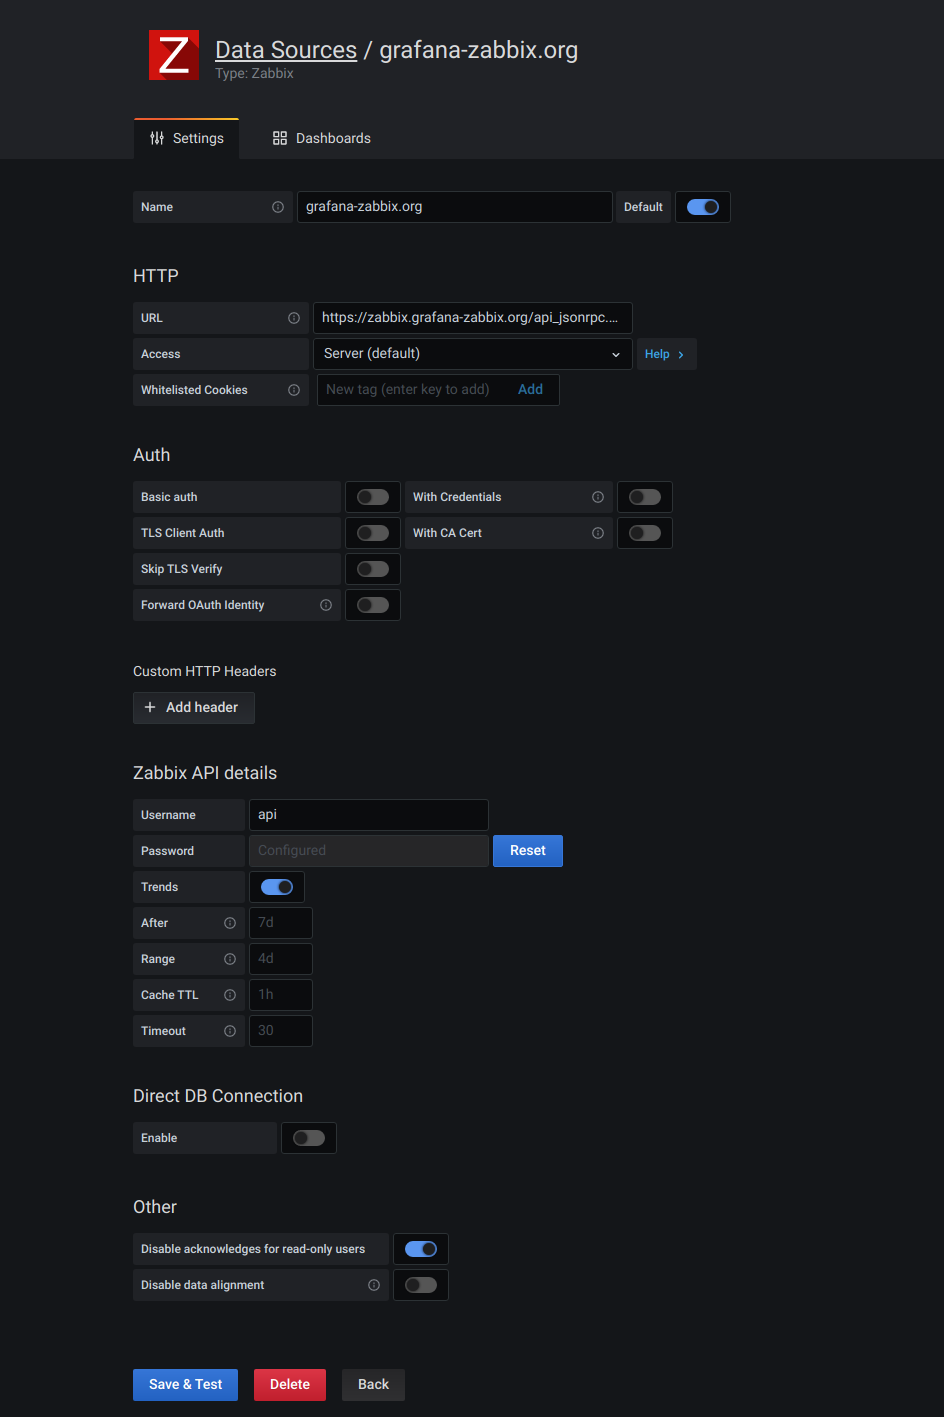 Z
Data Sources / grafana-zabbix.org
Type: Zabbix
Settings
Dashboards
Name
grafana-zabbix.org
Default
HTTP
URL
https://zabbix.grafana-zabbix.org/api_jsonrpc....
Access
Server (default)
Help
Whitelisted Cookies
New tag (enter key to add)
Add
Auth
Basic auth
With Credentials
TLS Client Auth
With CA Cert
Skip TLS Verify
Forward OAuth Identity
Custom HTTP Headers
Add header
Zabbix API details
Username
api
Password
Configured
Reset
Trends
After
7d
Range
4d
Cache TTL
1h
Timeout
30
Direct DB Connection
Enable
Other
Disable acknowledges for read-only users
Disable data alignment
Save & Test
Delete
Back